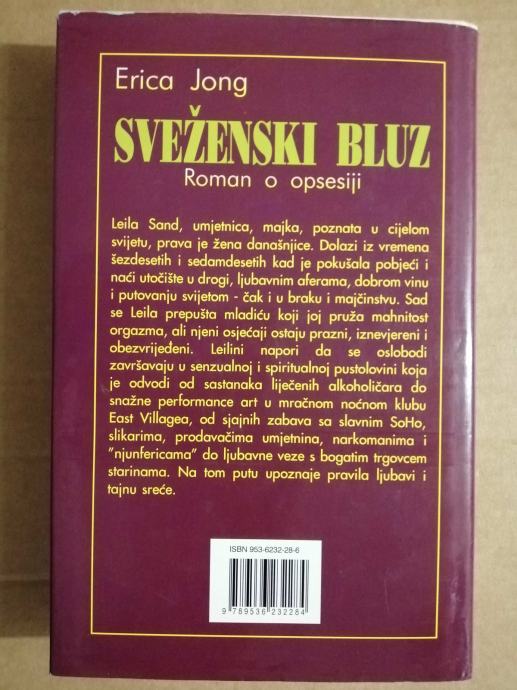 Erica Jong
SVEŽENSKI BLUZ
Roman o opsesiji
Leila Sand, umjetnica, majka, poznata u cijelom
svijetu, prava je žena današnjice. Dolazi iz vremena
šezdesetih i sedamdesetih kad je pokušala pobjeći i
naći utočište u drogi, ljubavnim aferama, dobrom vinu
i putovanju svijetom - čak i u braku i majčinstvu. Sad
se Leila prepušta mladiću koji joj pruža mahnitost
orgazma, ali njeni osjećaji ostaju prazni, iznevjereni i
obezvrijeđeni. Leilini napori da se oslobodi
završavaju u senzualnoj i spiritualnoj pustolovini koja
je odvodi od sastanaka liječenih alkoholičara do
snažne performance art u mračnom noćnom klubu
East Villagea, od sjajnih zabava sa slavnim SoHo,
slikarima, prodavačima umjetnina, narkomanima i
"njunfericama" do ljubavne veze s bogatim trgovcem
starinama. Na tom putu upoznaje pravila ljubavi i
tajnu sreće.
ISBN 953-6232-28-6
9 789536 232284